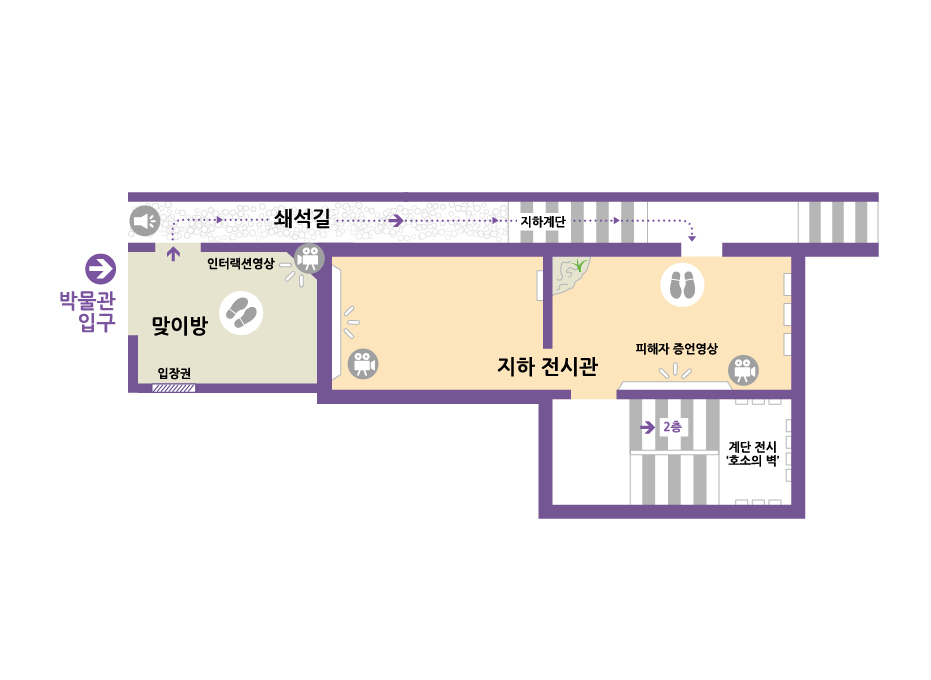 쇄석길
지하계단
인터랙션영상
박물관
입구
맞이방
입장권
피해자 증언영상
지하 전시관
2층
계단 전시
'호소의 벽'